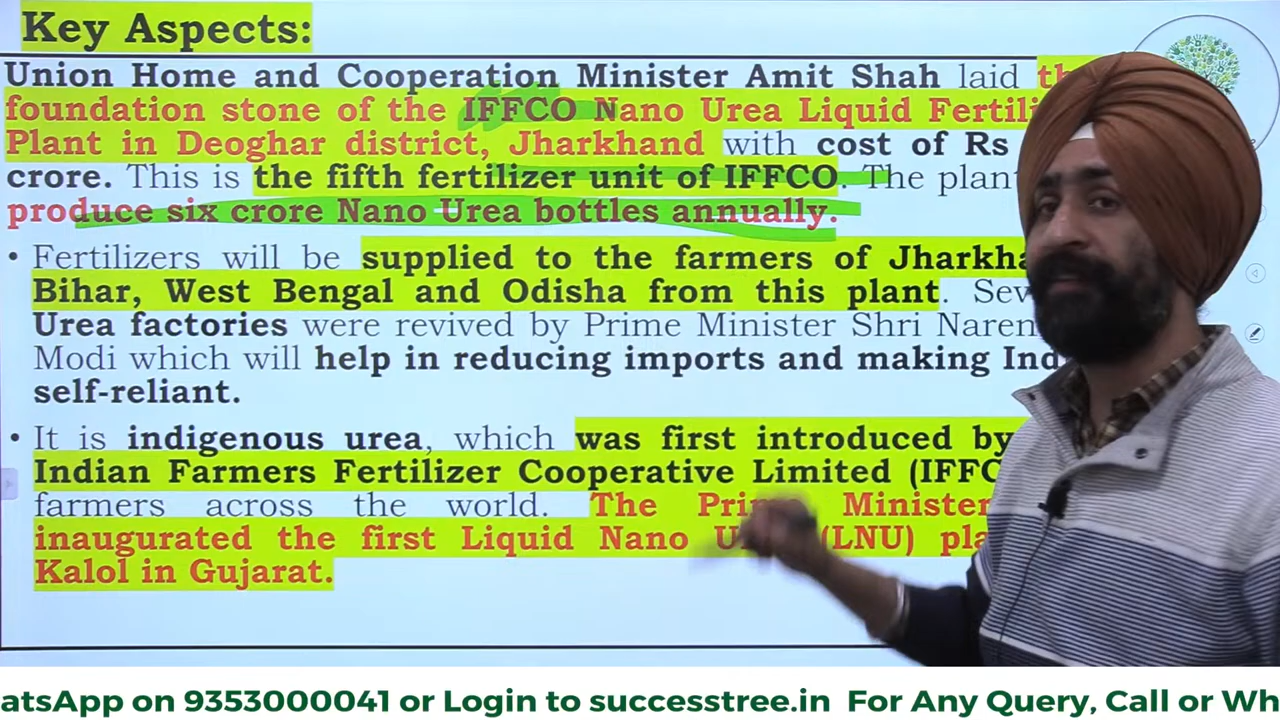 Key Aspects:
Union Home and Cooperation Minister Amit Shah laid
foundation stone of the IFFCO Nano Urea Liquid
Plant in Deoghar district, Jharkhand with cost of Rs
crore. This is the fifth fertilizer unit of IFFCO. The plant
produce six crore Nano Urea bottles annually.
• Fertilizers will be supplied to the farmers of
Bihar, West Bengal and Odisha from this plant.
Urea factories were revived by Prime Minister Shri
Modi which will help in reducing imports and making
self-reliant.
• It is indigenous urea, which was first introduced by
Indian Farmers Fertilizer Cooperative Limited
farmers across the world. The Prime Minister
inaugurated the first Liquid Nano (LNU)
Kalol in Gujarat.
atsApp on 9353000041 or Login to successtree.in For Any Query, Call or Wh